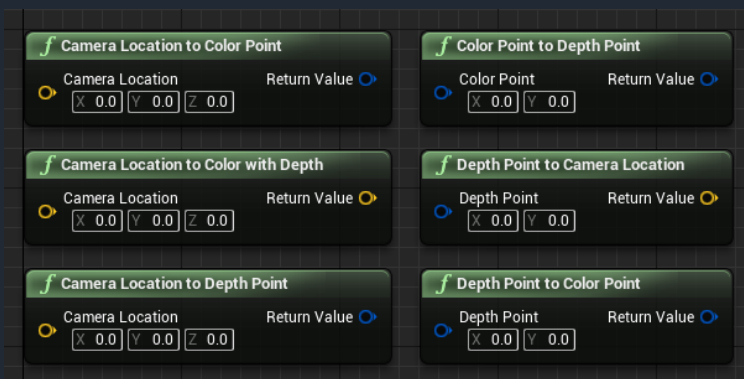 f Camera Location to Color Point
Camera Location Return Value
X 0.0 Y 0.0 Z 0.0
f Color Point to Depth Point
Color Point Return Value
X 0.0 Y 0.0
f Camera Location to Color with Depth
Camera Location Return Value
X 0.0 Y 0.0 Z 0.0
f Depth Point to Camera Location
Depth Point Return Value
X 0.0 Y 0.0
f Camera Location to Depth Point
Camera Location Return Value
X 0.0 Y 0.0 Z 0.0
f Depth Point to Color Point
Depth Point Return Value
X 0.0 Y 0.0